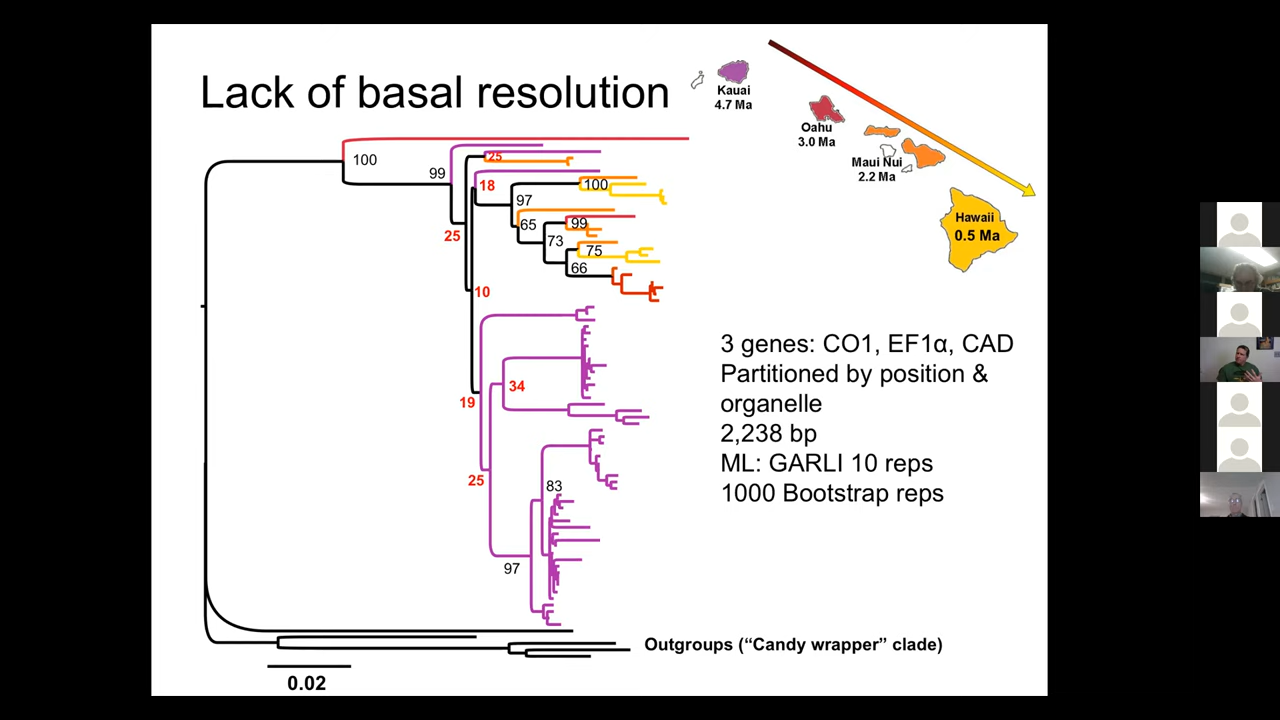 Lack of basal resolution
Kauai
4.7 Ma
Oahu
3.0 Ma
Maui Nui
2.2 Ma
Hawaii
0.5 Ma
100
99
25
18
100
97
65
99
73
75
66
25
10
34
19
25
83
97
3 genes: CO1, EF1α, CAD
Partitioned by position &
organelle
2,238 bp
ML: GARLI 10 reps
1000 Bootstrap reps
Outgroups (“Candy wrapper” clade)
0.02